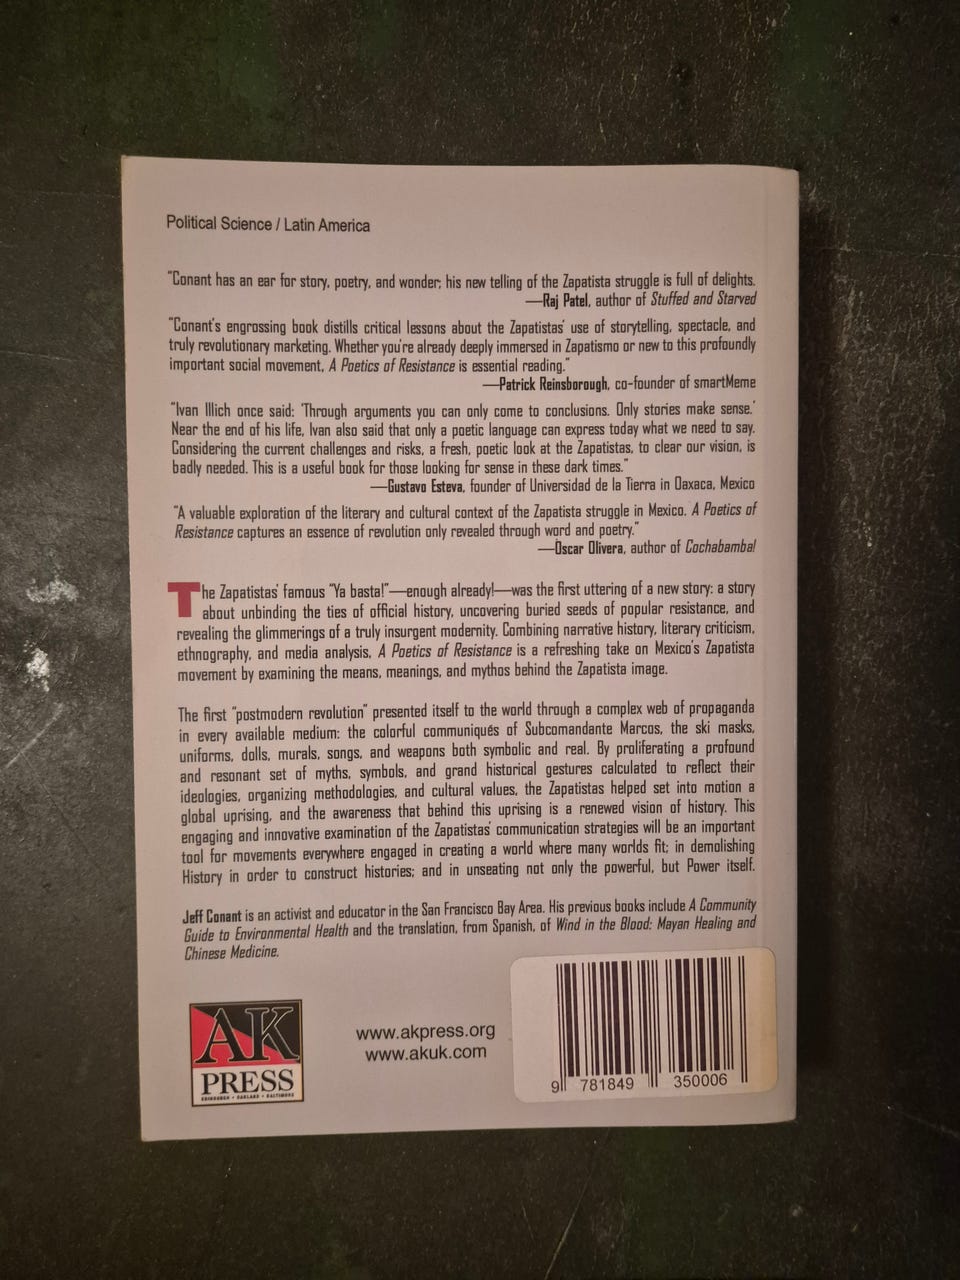 Political Science / Latin America
"Conant has an ear for story, poetry, and wonder; his new telling of the Zapatista struggle is full of delights.
—Raj Patel, author of Stuffed and Starved
"Conant's engrossing book distills critical lessons about the Zapatistas' use of storytelling, spectacle, and
truly revolutionary marketing. Whether you're already deeply immersed in Zapatismo or new to this profoundly
important social movement, A Poetics of Resistance is essential reading."
—Patrick Reinsborough, co-founder of smartMeme
"Ivan Illich once said: 'Through arguments you can only come to conclusions. Only stories make sense.'
Near the end of his life, Ivan also said that only a poetic language can express today what we need to say.
Considering the current challenges and risks, a fresh, poetic look at the Zapatistas, to clear our vision, is
badly needed. This is a useful book for those looking for sense in these dark times."
—Gustavo Esteva, founder of Universidad de la Tierra in Oaxaca, Mexico
"A valuable exploration of the literary and cultural context of the Zapatista struggle in Mexico. A Poetics of
Resistance captures an essence of revolution only revealed through word and poetry."
—Oscar Olivera, author of Cochabamba!
The Zapatistas' famous "Ya basta!"—enough already!—was the first uttering of a new story: a story
about unbinding the ties of official history, uncovering buried seeds of popular resistance, and
revealing the glimmerings of a truly insurgent modernity. Combining narrative history, literary criticism,
ethnography, and media analysis, A Poetics of Resistance is a refreshing take on Mexico's Zapatista
movement by examining the means, meanings, and mythos behind the Zapatista image.
The first "postmodern revolution" presented itself to the world through a complex web of propaganda
in every available medium: the colorful communiqués of Subcomandante Marcos, the ski masks,
uniforms, dolls, murals, songs, and weapons both symbolic and real. By proliferating a profound
and resonant set of myths, symbols, and grand historical gestures calculated to reflect their
ideologies, organizing methodologies, and cultural values, the Zapatistas helped set into motion a
global uprising, and the awareness that behind this uprising is a renewed vision of history. This
engaging and innovative examination of the Zapatistas' communication strategies will be an important
tool for movements everywhere engaged in creating a world where many worlds fit; in demolishing
History in order to construct histories; and in unseating not only the powerful, but Power itself.
Jeff Conant is an activist and educator in the San Francisco Bay Area. His previous books include A Community
Guide to Environmental Health and the translation, from Spanish, of Wind in the Blood: Mayan Healing and
Chinese Medicine.
AK
PRESS
EDINBURGH • OAKLAND • BALTIMORE
www.akpress.org
www.akuk.com
9 781849 350006